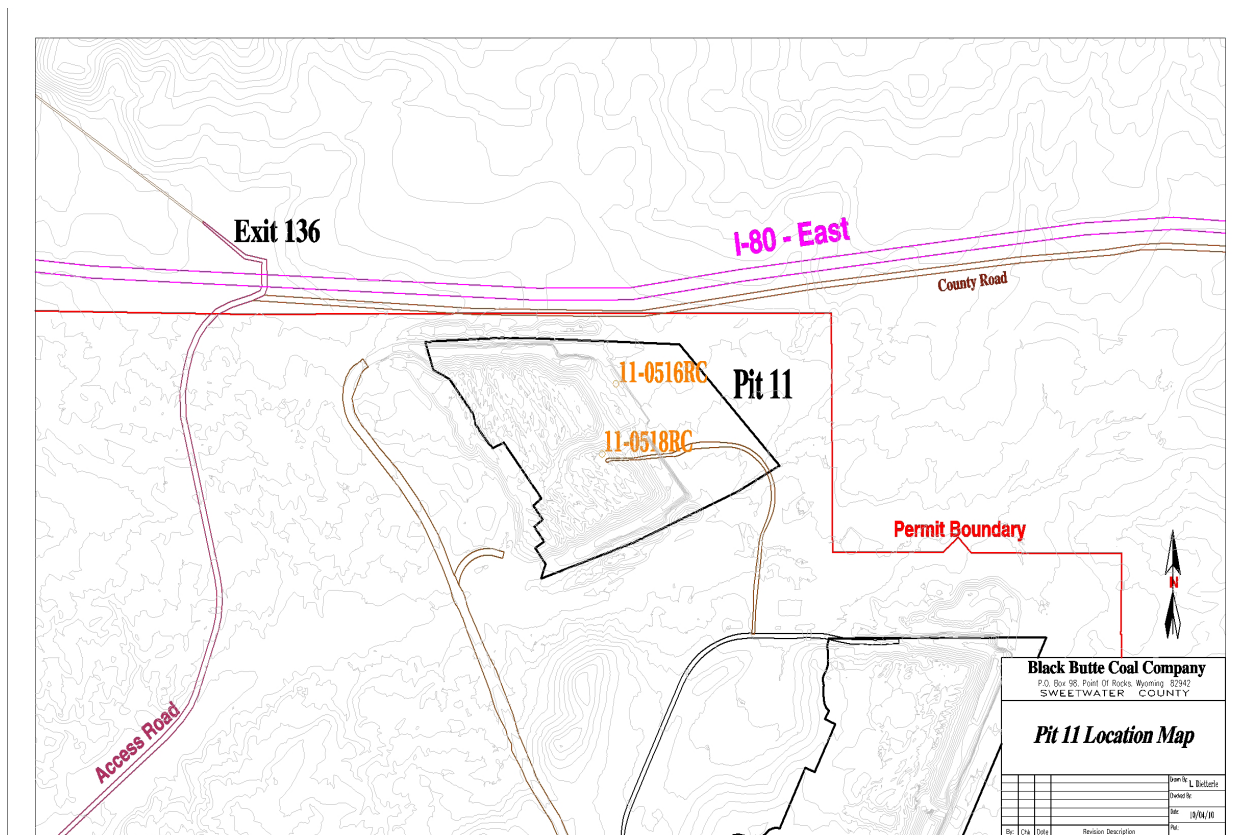 Exit 136
I-80 - East
County Road
11-0516RC
Pit 11
11-0518RC
Permit Boundary
N
Access Road
Black Butte Coal Company
P.O. Box 98, Point Of Rocks, Wyoming 82942
SWEETWATER COUNTY
Pit 11 Location Map
Drawn By: L. Bietterle
Checked By:
Date: 10/04/10
Plot:
By: Chk Date Revision Description